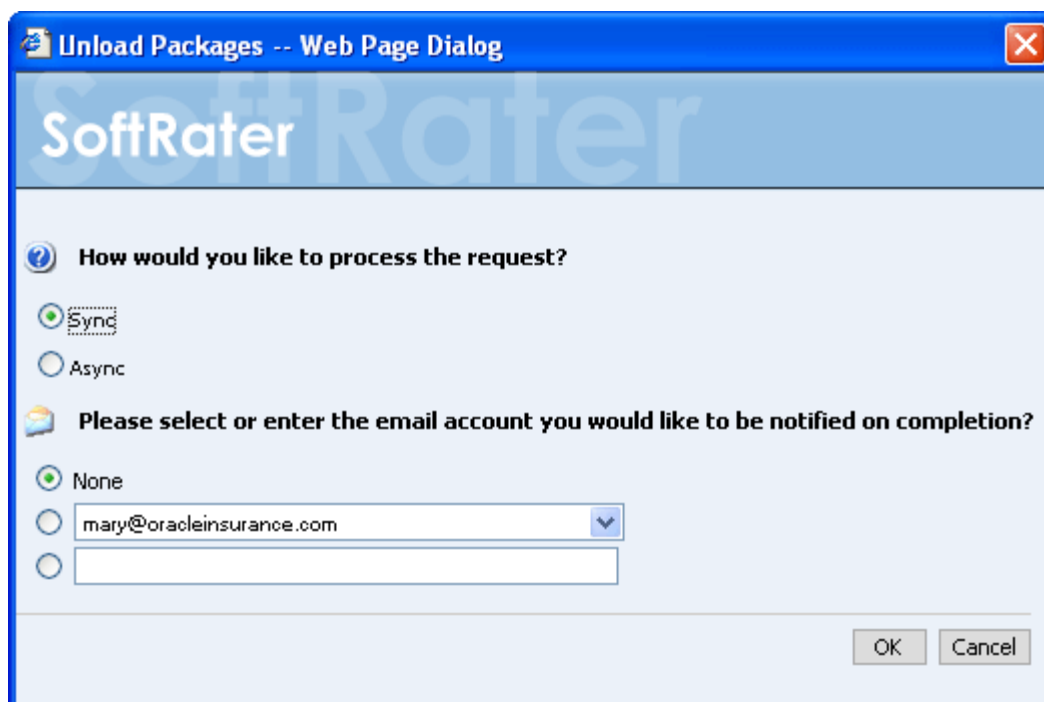 Unload Packages -- Web Page Dialog
SoftRater
SoftRater
How would you like to process the request?
Sync
Async
Please select or enter the email account you would like to be notified on completion?
None
mary@oracleinsurance.com
OK Cancel